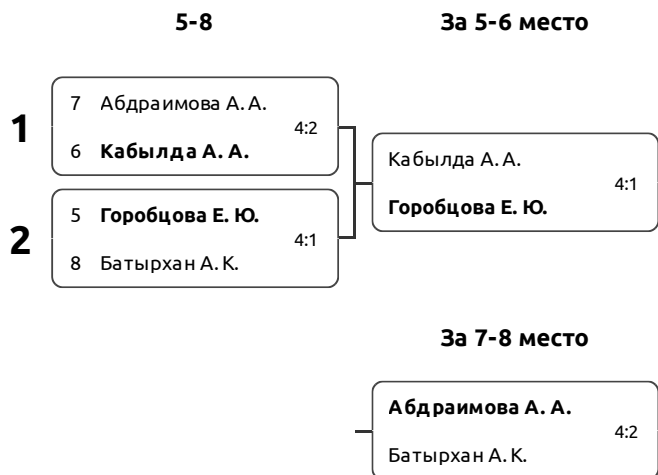 5-8
За 5-6 место
1
7 Абдраимова А. А.
4:2
6 Кабылда А. А.
Кабылда А. А.
4:1
Горобцова Е. Ю.
2
5 Горобцова Е. Ю.
4:1
8 Батырхан А. К.
За 7-8 место
Абдраимова А. А.
4:2
Батырхан А. К.